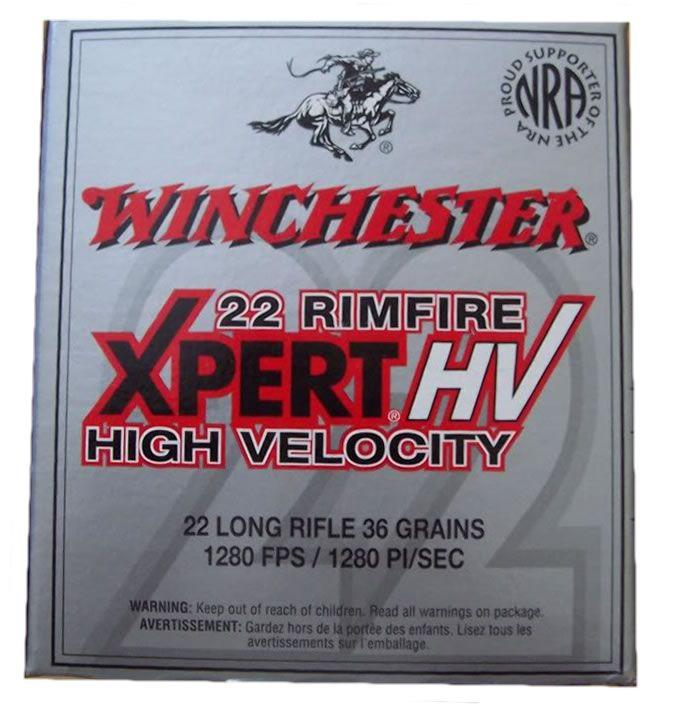 PROUD SUPPORTER OF THE NRA
NRA
®
WINCHESTER®
22
22 RIMFIRE
XPERT® HV
HIGH VELOCITY
22 LONG RIFLE 36 GRAINS
1280 FPS / 1280 PI/SEC
WARNING: Keep out of reach of children. Read all warnings on package.
AVERTISSEMENT: Gardez hors de la portée des enfants. Lisez tous les
avertissements sur l'emballage.